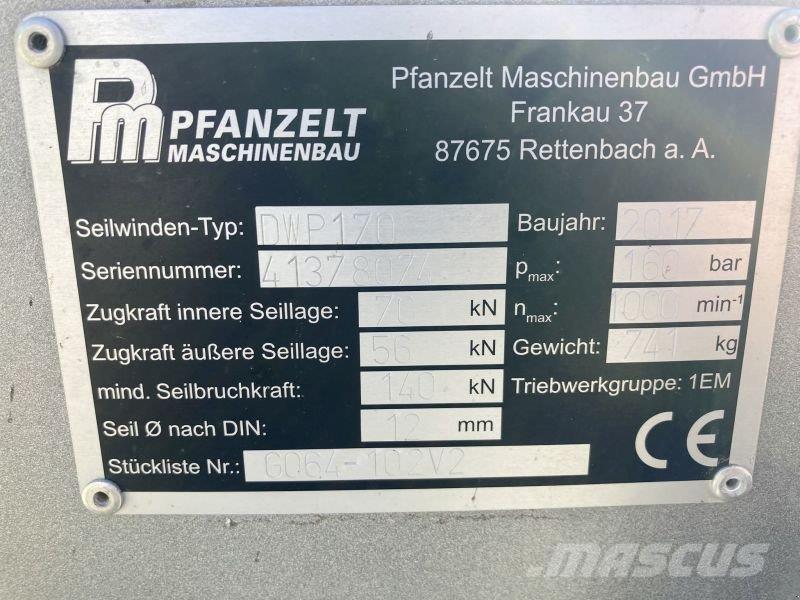 Pm PFANZELT
MASCHINENBAU
Pfanzelt Maschinenbau GmbH
Frankau 37
87675 Rettenbach a. A.
Seilwinden-Typ: DWP170
Baujahr: 2017
Seriennummer: 41378074
pmax: 160 bar
Zugkraft innere Seillage: 70 kN
nmax: 1000 min-1
Zugkraft äußere Seillage: 56 kN
Gewicht: 741 kg
mind. Seilbruchkraft: 140 kN
Triebwerkgruppe: 1EM
Seil Ø nach DIN: 12 mm
CE
Stückliste Nr.: G064-102V2
MASCUS